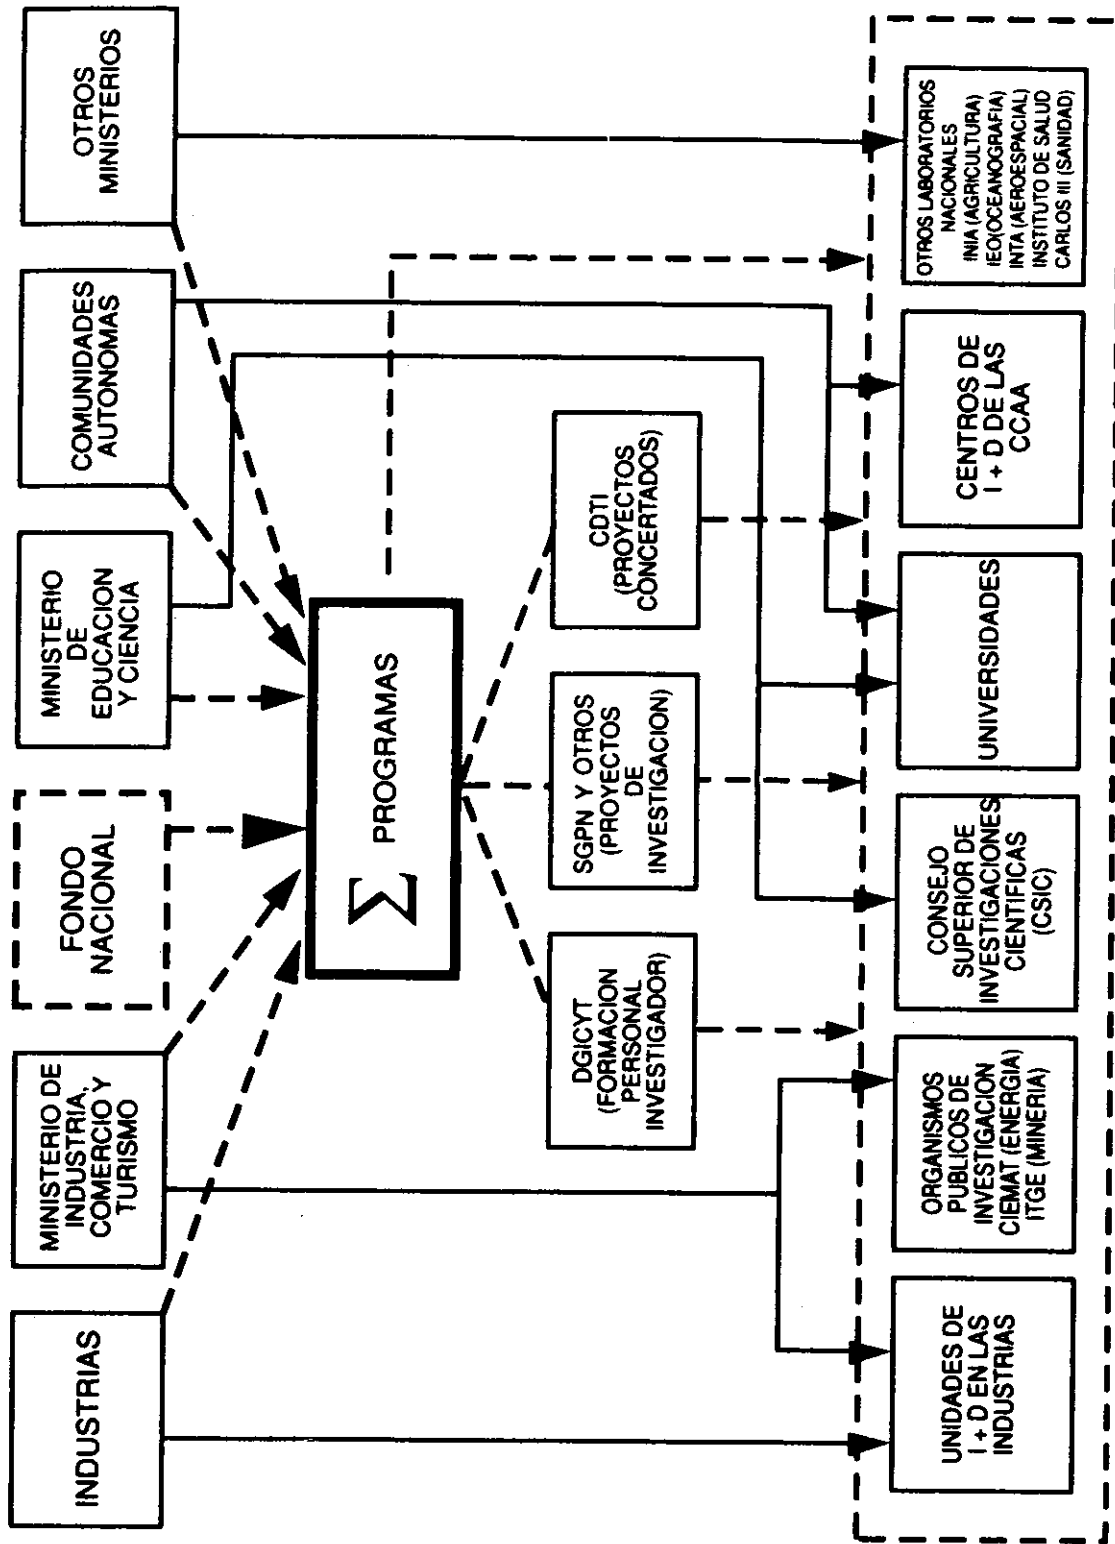 INDUSTRIAS
MINISTERIO DE
INDUSTRIA,
COMERCIO Y
TURISMO
FONDO
NACIONAL
MINISTERIO
DE
EDUCACION
Y CIENCIA
COMUNIDADES
AUTONOMAS
OTROS
MINISTERIOS
Σ PROGRAMAS
DGICYT
(FORMACION
PERSONAL
INVESTIGADOR)
SGPN Y OTROS
(PROYECTOS
DE
INVESTIGACION)
CDTI
(PROYECTOS
CONCERTADOS)
UNIDADES DE
I + D EN LAS
INDUSTRIAS
ORGANISMOS
PUBLICOS DE
INVESTIGACION
CIEMAT (ENERGIA)
ITGE (MINERIA)
CONSEJO
SUPERIOR DE
INVESTIGACIONES
CIENTIFICAS
(CSIC)
UNIVERSIDADES
CENTROS DE
I + D DE LAS
CCAA
OTROS LABORATORIOS
NACIONALES
INIA (AGRICULTURA)
IEO(OCEANOGRAFIA)
INTA (AEROESPACIAL)
INSTITUTO DE SALUD
CARLOS III (SANIDAD)